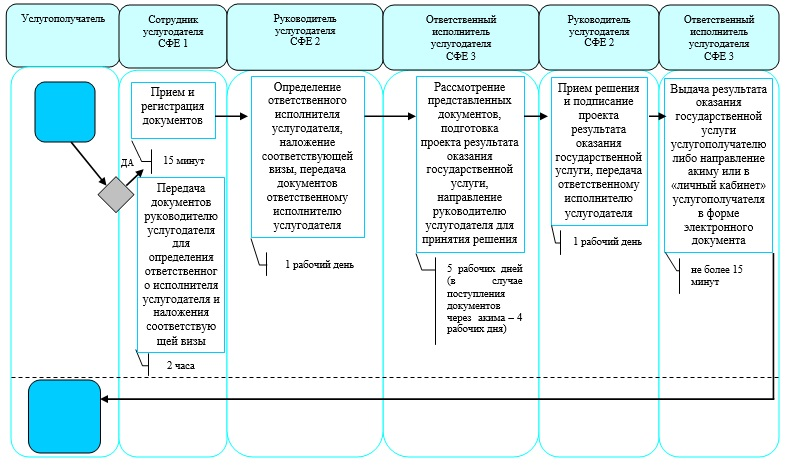 Услугополучатель
Сотрудник
услугодателя
СФЕ 1
Руководитель
услугодателя
СФЕ 2
Ответственный
исполнитель
услугодателя
СФЕ 3
Руководитель
услугодателя
СФЕ 2
Ответственный
исполнитель
услугодателя
СФЕ 3
Прием и
регистрация
документов
15 минут
ДА
Передача
документов
руководителю
услугодателя
для
определения
ответственног
о исполнителя
услугодателя и
наложения
соответствую
щей визы
2 часа
Определение
ответственного
исполнителя
услугодателя,
наложение
соответствующей
визы, передача
документов
ответственному
исполнителю
услугодателя
1 рабочий день
Рассмотрение
представленных
документов,
подготовка
проекта результата
оказания
государственной
услуги,
направление
руководителю
услугодателя для
принятия решения
5 рабочих дней
(в случае
поступления
документов
через акима – 4
рабочих дня)
Прием решения
и подписание
проекта
результата
оказания
государственной
услуги, передача
ответственному
исполнителю
услугодателя
1 рабочий день
Выдача результата
оказания
государственной
услуги
услугополучателю
либо направление
акиму или в
«личный кабинет»
услугополучателя
в форме
электронного
документа
не более 15
минут